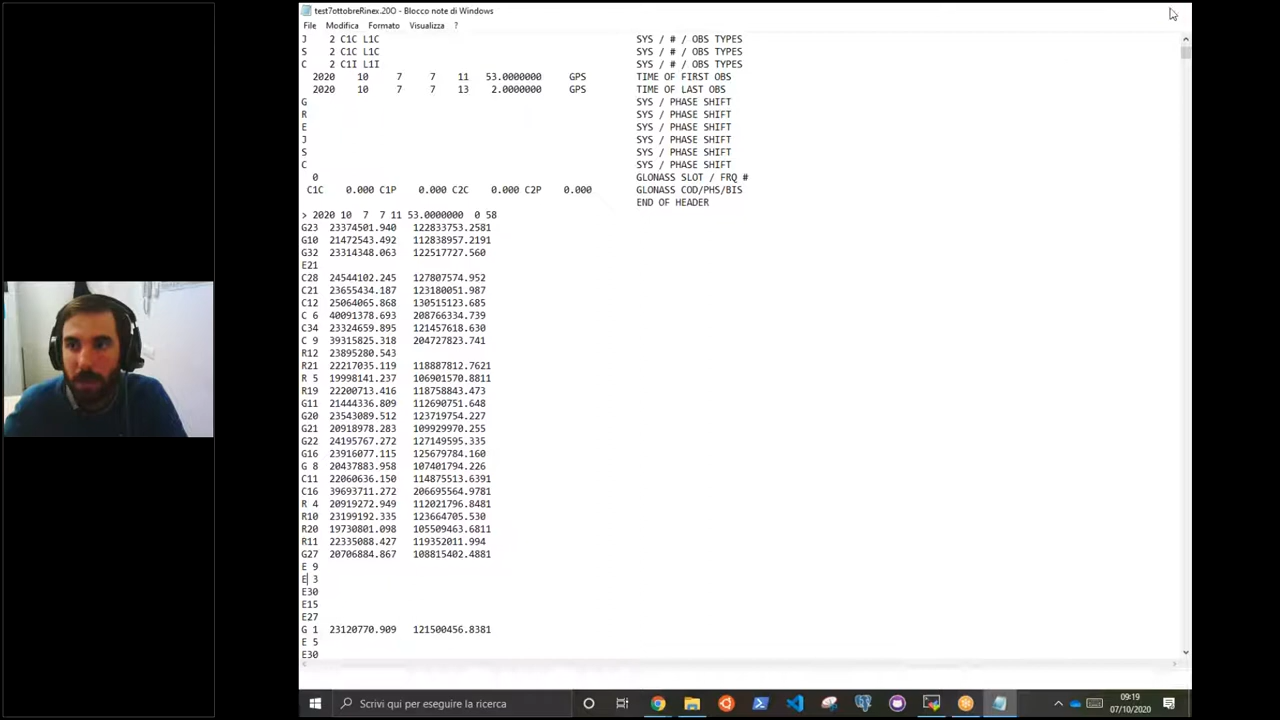 test7ottobreRinex.20O - Blocco note di Windows
File Modifica Formato Visualizza ?
J 2 C1C L1C SYS / # / OBS TYPES
S 2 C1C L1C SYS / # / OBS TYPES
C 2 C1I L1I SYS / # / OBS TYPES
2020 10 7 7 11 53.0000000 GPS TIME OF FIRST OBS
2020 10 7 7 13 2.0000000 GPS TIME OF LAST OBS
G SYS / PHASE SHIFT
R SYS / PHASE SHIFT
E SYS / PHASE SHIFT
J SYS / PHASE SHIFT
S SYS / PHASE SHIFT
C SYS / PHASE SHIFT
0 GLONASS SLOT / FRQ #
C1C 0.000 C1P 0.000 C2C 0.000 C2P 0.000 GLONASS COD/PHS/BIS
END OF HEADER
> 2020 10 7 7 11 53.0000000 0 58
G23 23374501.940 122833753.2581
G10 21472543.492 112838957.2191
G32 23314348.063 122517727.560
E21
C28 24544102.245 127807574.952
C21 23655434.187 123180051.987
C12 25064065.868 130515123.685
C 6 40091378.693 208766334.739
C34 23324659.895 121457618.630
C 9 39315825.318 204727823.741
R12 23895280.543
R21 22217035.119 118887812.7621
R 5 19998141.237 106901570.8811
R19 22200713.416 118758843.473
G11 21444336.809 112690751.648
G20 23543089.512 123719754.227
G21 20918978.283 109929970.255
G22 24195767.272 127149595.335
G16 23916077.115 125679784.160
G 8 20437883.958 107401794.226
C11 22060636.150 114875513.6391
C16 39693711.272 206695564.9781
R 4 20919272.949 112021796.8481
R10 23199192.335 123664705.530
R20 19730801.098 105509463.6811
R11 22335088.427 119352011.994
G27 20706884.867 108815402.4881
E 9
E 3
E30
E15
E27
G 1 23120770.909 121500456.8381
E 5
E30
Scrivi qui per eseguire la ricerca
09:19
07/10/2020